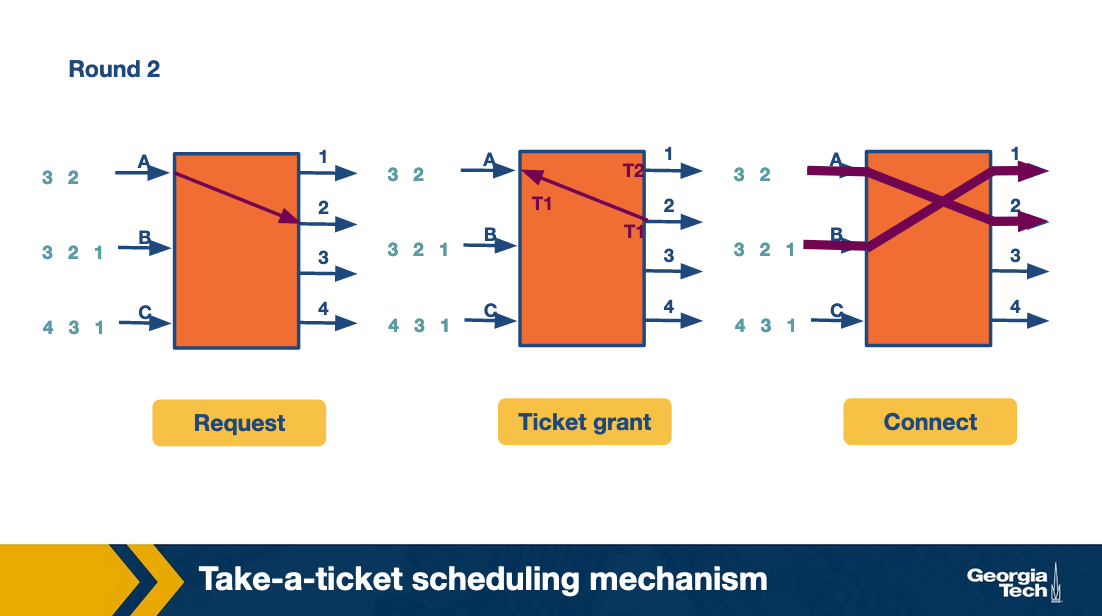 Round 2
A 1
3 2
2
B
3 2 1
3
C 4
4 3 1
Request
A 1
3 2 T2
T1 2
T1
B
3 2 1
3
C 4
4 3 1
Ticket grant
A 1
3 2
2
B
3 2 1
3
C 4
4 3 1
Connect
Take-a-ticket scheduling mechanism
Georgia
Tech